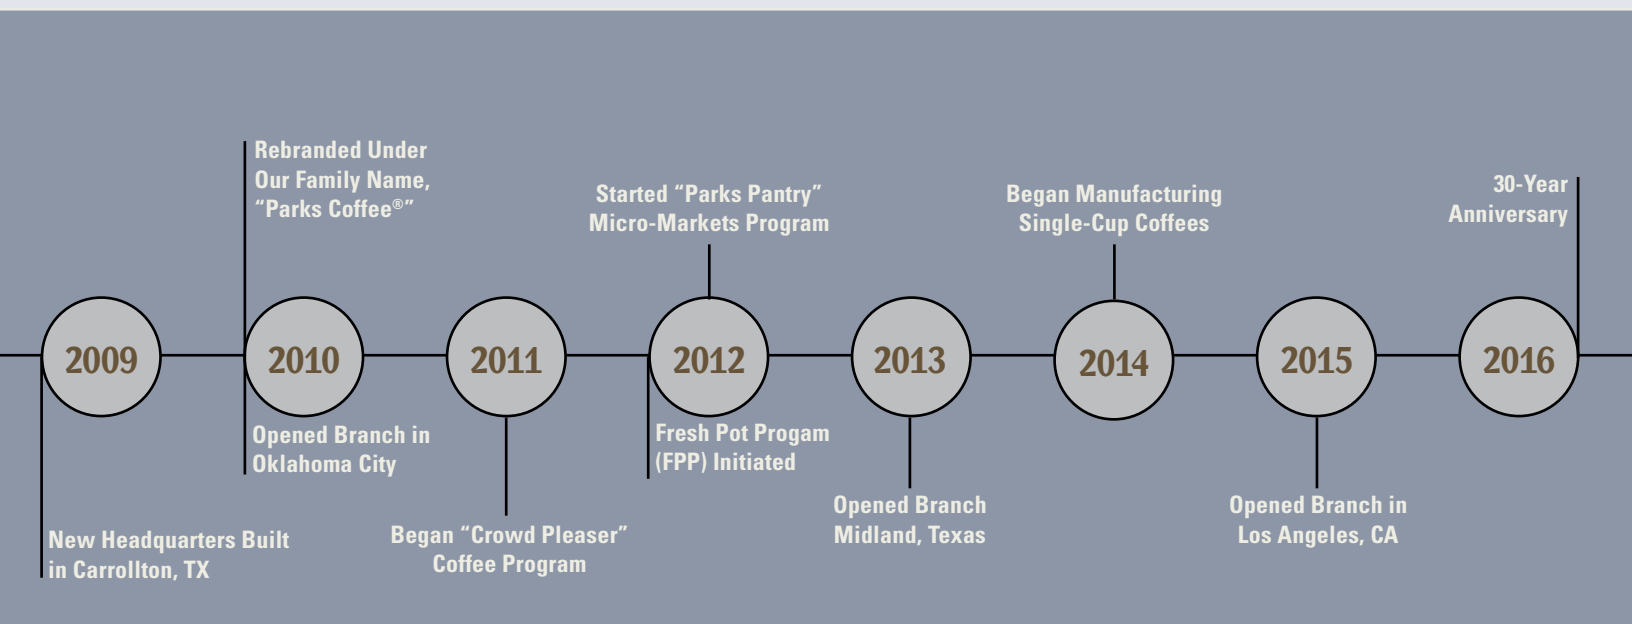 Rebranded Under
Our Family Name,
“Parks Coffee®”
Started “Parks Pantry”
Micro-Markets Program
Began Manufacturing
Single-Cup Coffees
30-Year
Anniversary
2009
2010
2011
2012
2013
2014
2015
2016
New Headquarters Built
in Carrollton, TX
Opened Branch in
Oklahoma City
Began “Crowd Pleaser”
Coffee Program
Fresh Pot Progam
(FPP) Initiated
Opened Branch
Midland, Texas
Opened Branch in
Los Angeles, CA